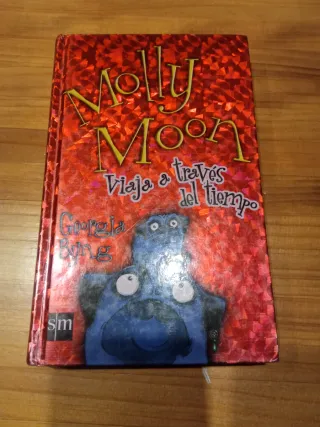 Molly
Moon
Viaja a través
del tiempo
Georgia
Byng
sm